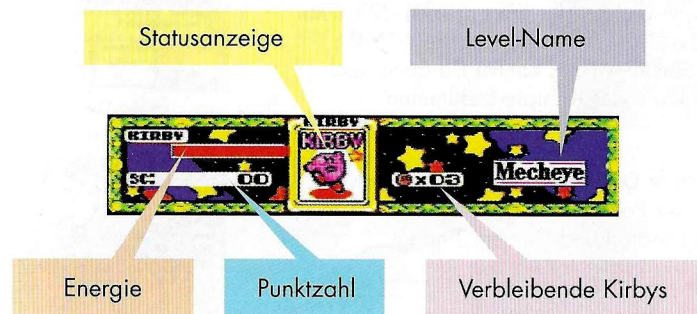 Statusanzeige
Level-Name
KIRBY
KIRBY
KIRBY
SC: 00
x03
Mecheye
Energie
Punktzahl
Verbleibende Kirbys